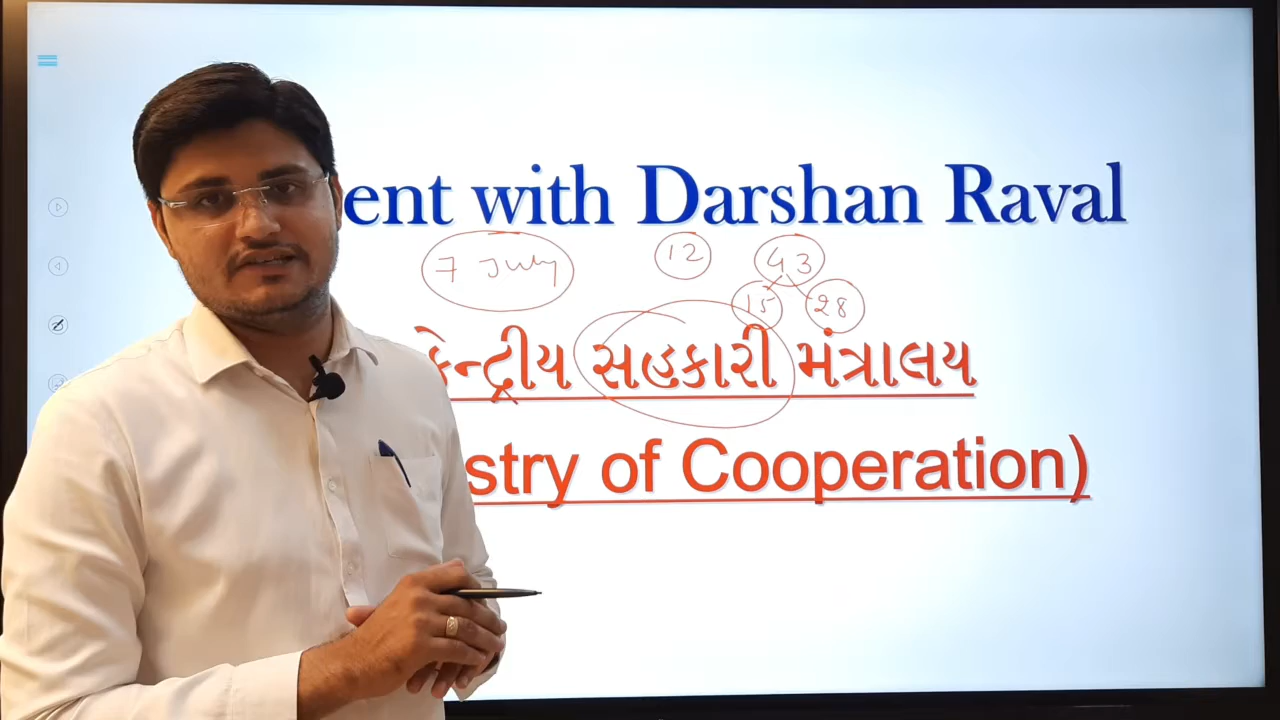 ent with Darshan Raval
7 July 12 43
15 28
કેન્દ્રીય સહકારી મંત્રાલય
stry of Cooperation)